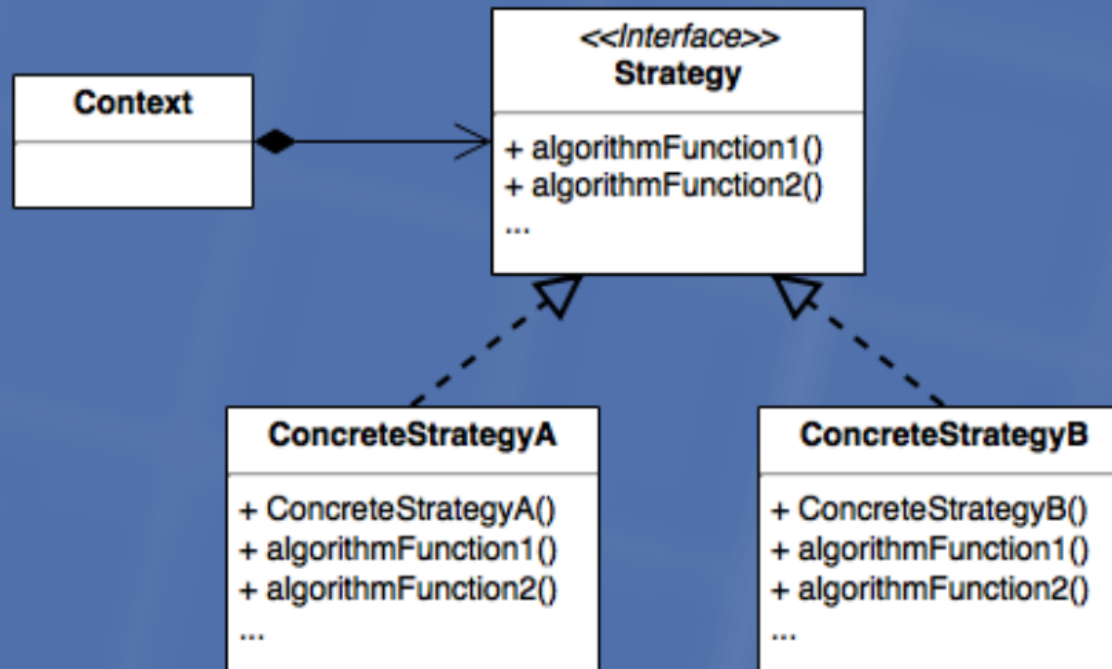 <<Interface>>
Strategy
+ algorithmFunction1()
+ algorithmFunction2()
...
Context
ConcreteStrategyA
+ ConcreteStrategyA()
+ algorithmFunction1()
+ algorithmFunction2()
...
ConcreteStrategyB
+ ConcreteStrategyB()
+ algorithmFunction1()
+ algorithmFunction2()
...